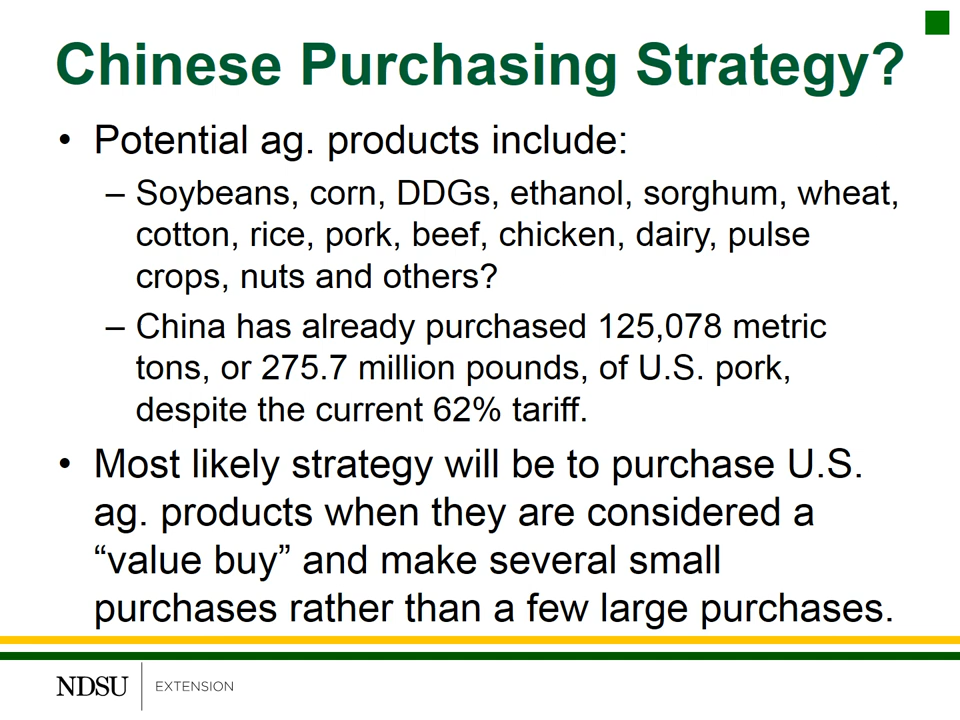 Chinese Purchasing Strategy?
• Potential ag. products include:
– Soybeans, corn, DDGs, ethanol, sorghum, wheat,
cotton, rice, pork, beef, chicken, dairy, pulse
crops, nuts and others?
– China has already purchased 125,078 metric
tons, or 275.7 million pounds, of U.S. pork,
despite the current 62% tariff.
• Most likely strategy will be to purchase U.S.
ag. products when they are considered a
“value buy” and make several small
purchases rather than a few large purchases.
NDSU EXTENSION